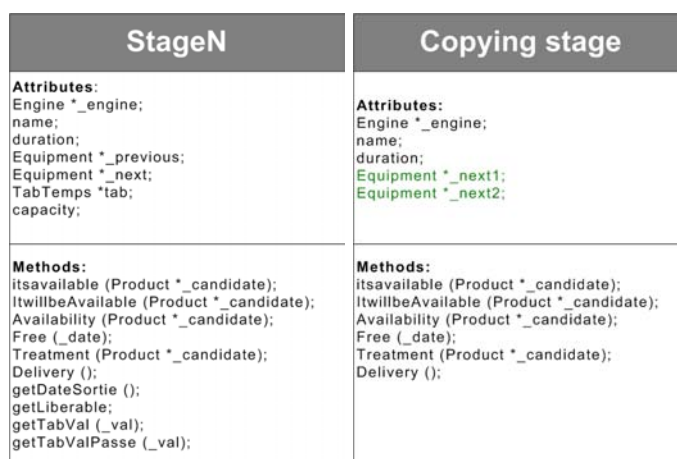 StageN
Attributes:
Engine *_engine;
name;
duration;
Equipment *_previous;
Equipment *_next;
TabTemps *tab;
capacity;
Methods:
itsavailable (Product *_candidate);
ItwillbeAvailable (Product *_candidate);
Availability (Product *_candidate);
Free (_date);
Treatment (Product *_candidate);
Delivery ();
getDateSortie ();
getLiberable;
getTabVal (_val);
getTabValPasse (_val);
Copying stage
Attributes:
Engine *_engine;
name;
duration;
Equipment *_next1;
Equipment *_next2;
Methods:
itsavailable (Product *_candidate);
ItwillbeAvailable (Product *_candidate);
Availability (Product *_candidate);
Free (_date);
Treatment (Product *_candidate);
Delivery ();